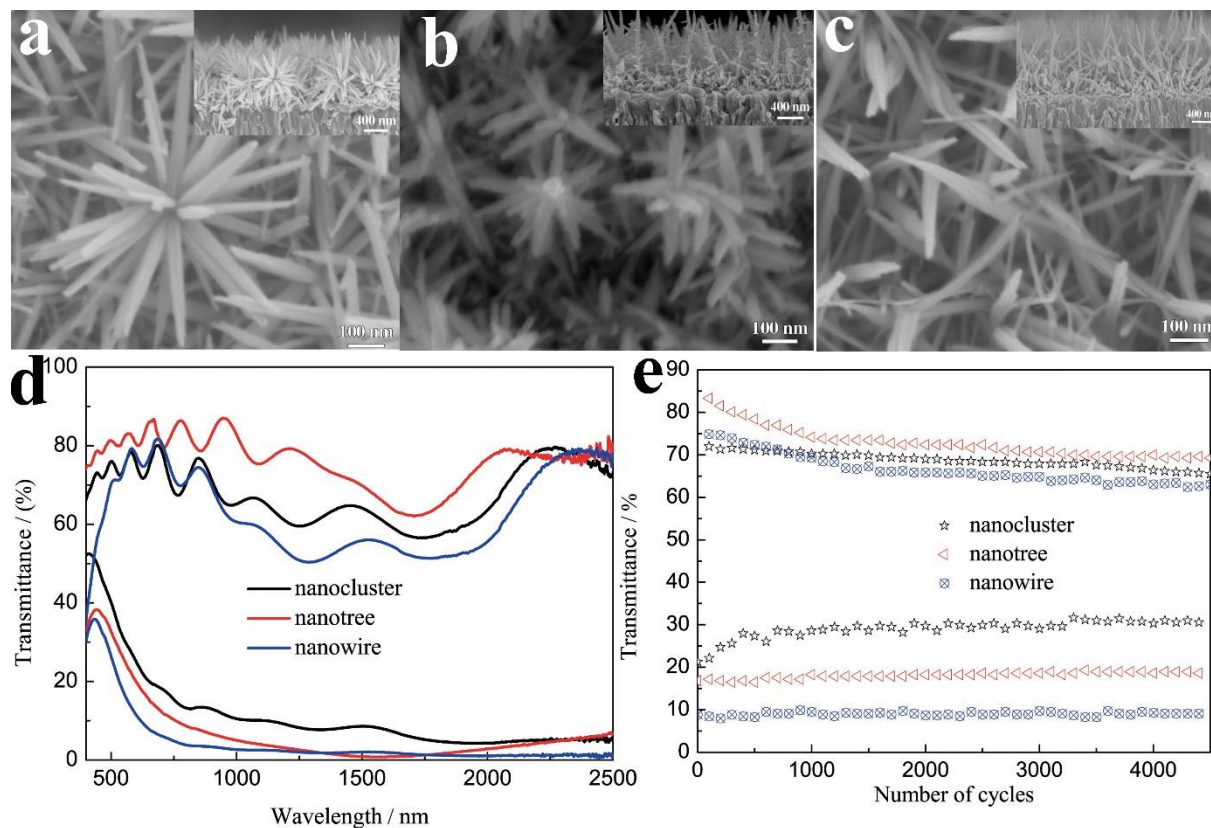 a
400 nm
100 nm
b
400 nm
100 nm
c
400 nm
100 nm
d
100
80
60
40
20
0
Transmittance / (%)
nanocluster
nanotree
nanowire
500
1000
1500
2000
2500
Wavelength / nm
e
90
80
70
60
50
40
30
20
10
0
Transmittance / %
nanocluster
nanotree
nanowire
0
1000
2000
3000
4000
Number of cycles